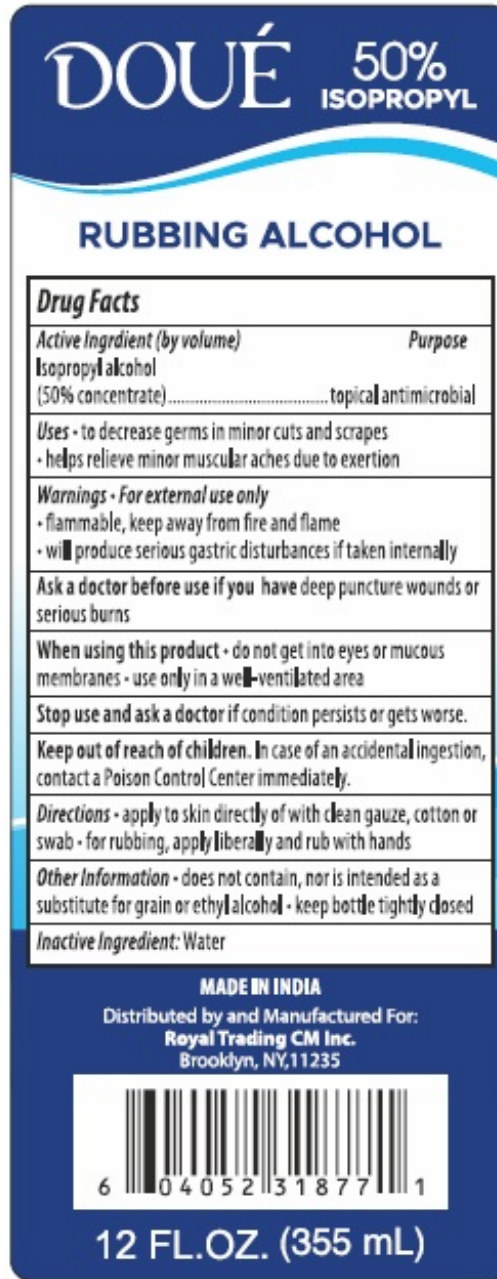 DOUÉ 50%
ISOPROPYL
RUBBING ALCOHOL
Drug Facts
Active Ingrdient (by volume) Purpose
Isopropyl alcohol
(50% concentrate)....................................topical antimicrobial
Uses • to decrease germs in minor cuts and scrapes
• helps relieve minor muscular aches due to exertion
Warnings • For external use only
• flammable, keep away from fire and flame
• will produce serious gastric disturbances if taken internally
Ask a doctor before use if you have deep puncture wounds or
serious burns
When using this product • do not get into eyes or mucous
membranes • use only in a well-ventilated area
Stop use and ask a doctor if condition persists or gets worse.
Keep out of reach of children. In case of an accidental ingestion,
contact a Poison Control Center immediately.
Directions • apply to skin directly of with clean gauze, cotton or
swab • for rubbing, apply liberally and rub with hands
Other Information • does not contain, nor is intended as a
substitute for grain or ethyl alcohol • keep bottle tightly closed
Inactive Ingredient: Water
MADE IN INDIA
Distributed by and Manufactured For:
Royal Trading CM Inc.
Brooklyn, NY,11235
6 04052 31877 1
12 FL.OZ. (355 mL)